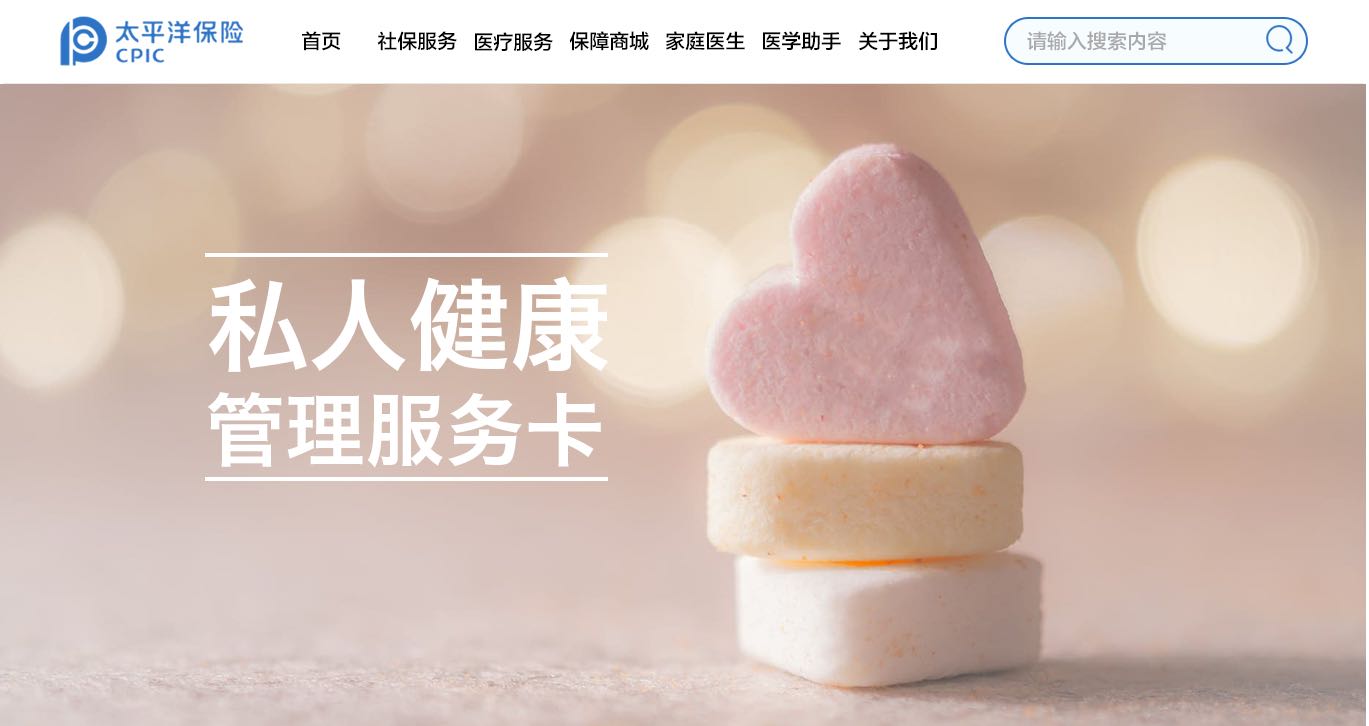 太平洋保险
CPIC
首页 社保服务 医疗服务 保障商城 家庭医生 医学助手 关于我们
请输入搜索内容
私人健康
管理服务卡